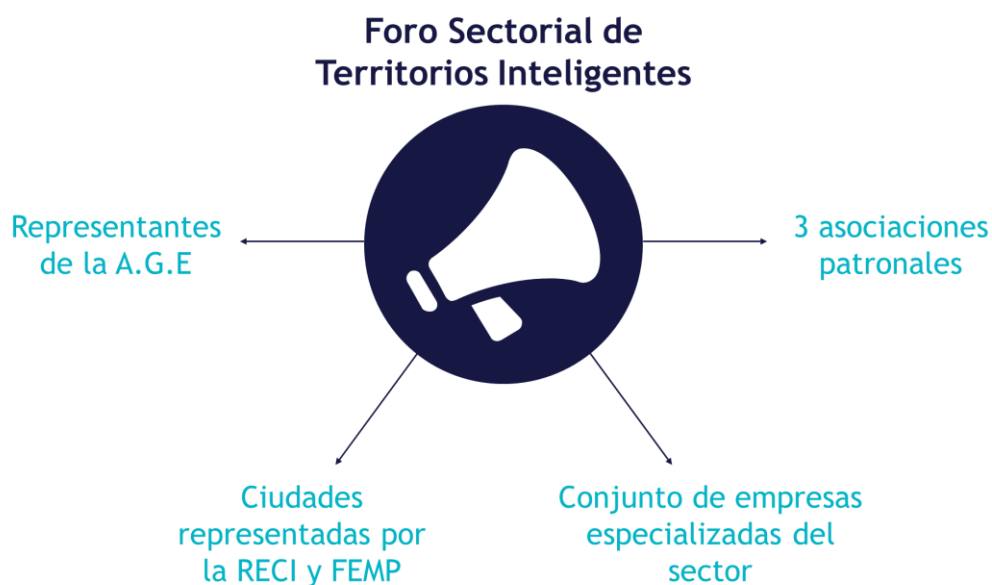 Foro Sectorial de
Territorios Inteligentes
Representantes
de la A.G.E
3 asociaciones
patronales
Ciudades
representadas por
la RECI y FEMP
Conjunto de empresas
especializadas del
sector